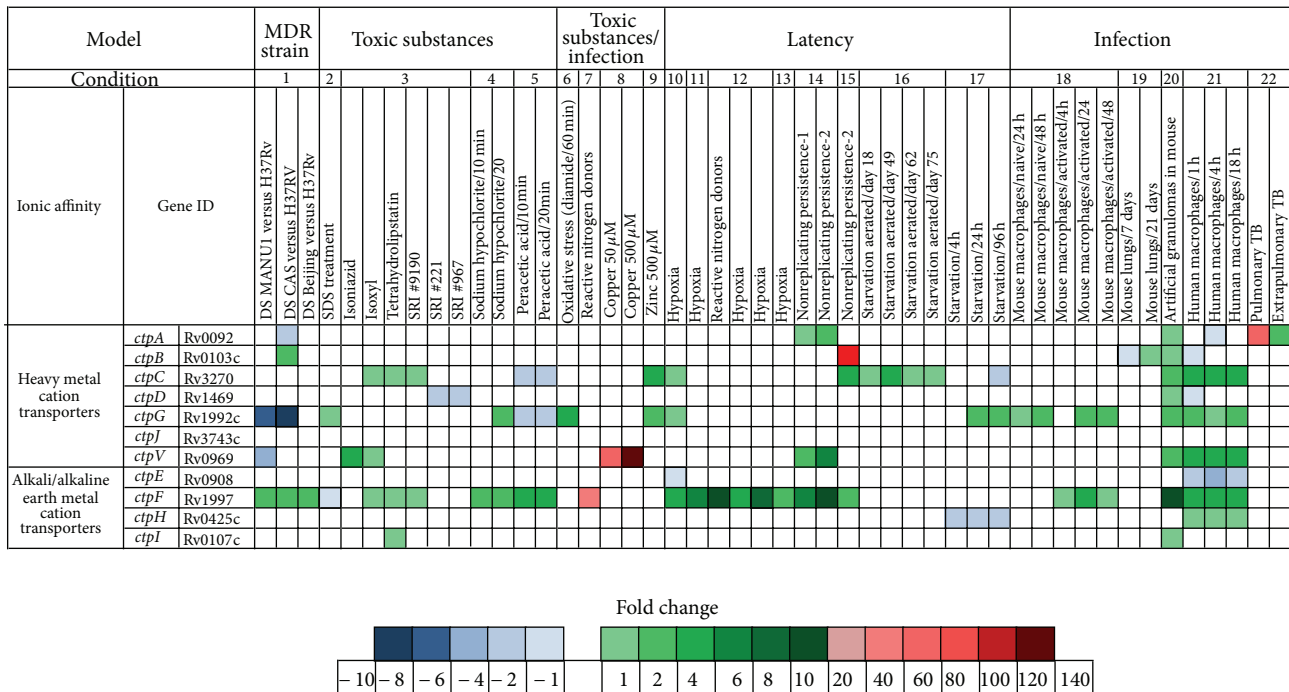 Model
MDR strain
Toxic substances
Toxic substances/ infection
Latency
Infection
Condition
1 2 3 4 5 6 7 8 9 10 11 12 13 14 15 16 17 18 19 20 21 22
Ionic affinity
Gene ID
DS MANU1 versus H37Rv
DS CAS versus H37RV
DS Beijing versus H37Rv
SDS treatment
Isoniazid
Isoxyl
Tetrahydrolipstatin
SRI #9190
SRI #221
SRI #967
Sodium hypochlorite/10 min
Sodium hypochlorite/20
Peracetic acid/10min
Peracetic acid/20min
Oxidative stress (diamide/60 min)
Reactive nitrogen donors
Copper 50 μM
Copper 500 μM
Zinc 500 μM
Hypoxia
Hypoxia
Reactive nitrogen donors
Hypoxia
Hypoxia
Nonreplicating persistence-1
Nonreplicating persistence-2
Nonreplicating persistence-2
Starvation aerated/day 18
Starvation aerated/day 49
Starvation aerated/day 62
Starvation aerated/day 75
Starvation/4h
Starvation/24 h
Starvation/96 h
Mouse macrophages/naive/24 h
Mouse macrophages/naive/48 h
Mouse macrophages/activated/4h
Mouse macrophages/activated/24
Mouse macrophages/activated/48
Mouse lungs/7 days
Mouse lungs/21 days
Artificial granulomas in mouse
Human macrophages/1 h
Human macrophages/4 h
Human macrophages/18 h
Pulmonary TB
Extrapulmonary TB
Heavy metal
cation
transporters
ctpA Rv0092
ctpB Rv0103c
ctpC Rv3270
ctpD Rv1469
ctpG Rv1992c
ctpJ Rv3743c
ctpV Rv0969
Alkali/alkaline
earth metal
cation
transporters
ctpE Rv0908
ctpF Rv1997
ctpH Rv0425c
ctpI Rv0107c
Fold change
−10 −8 −6 −4 −2 −1 1 2 4 6 8 10 20 40 60 80 100 120 140